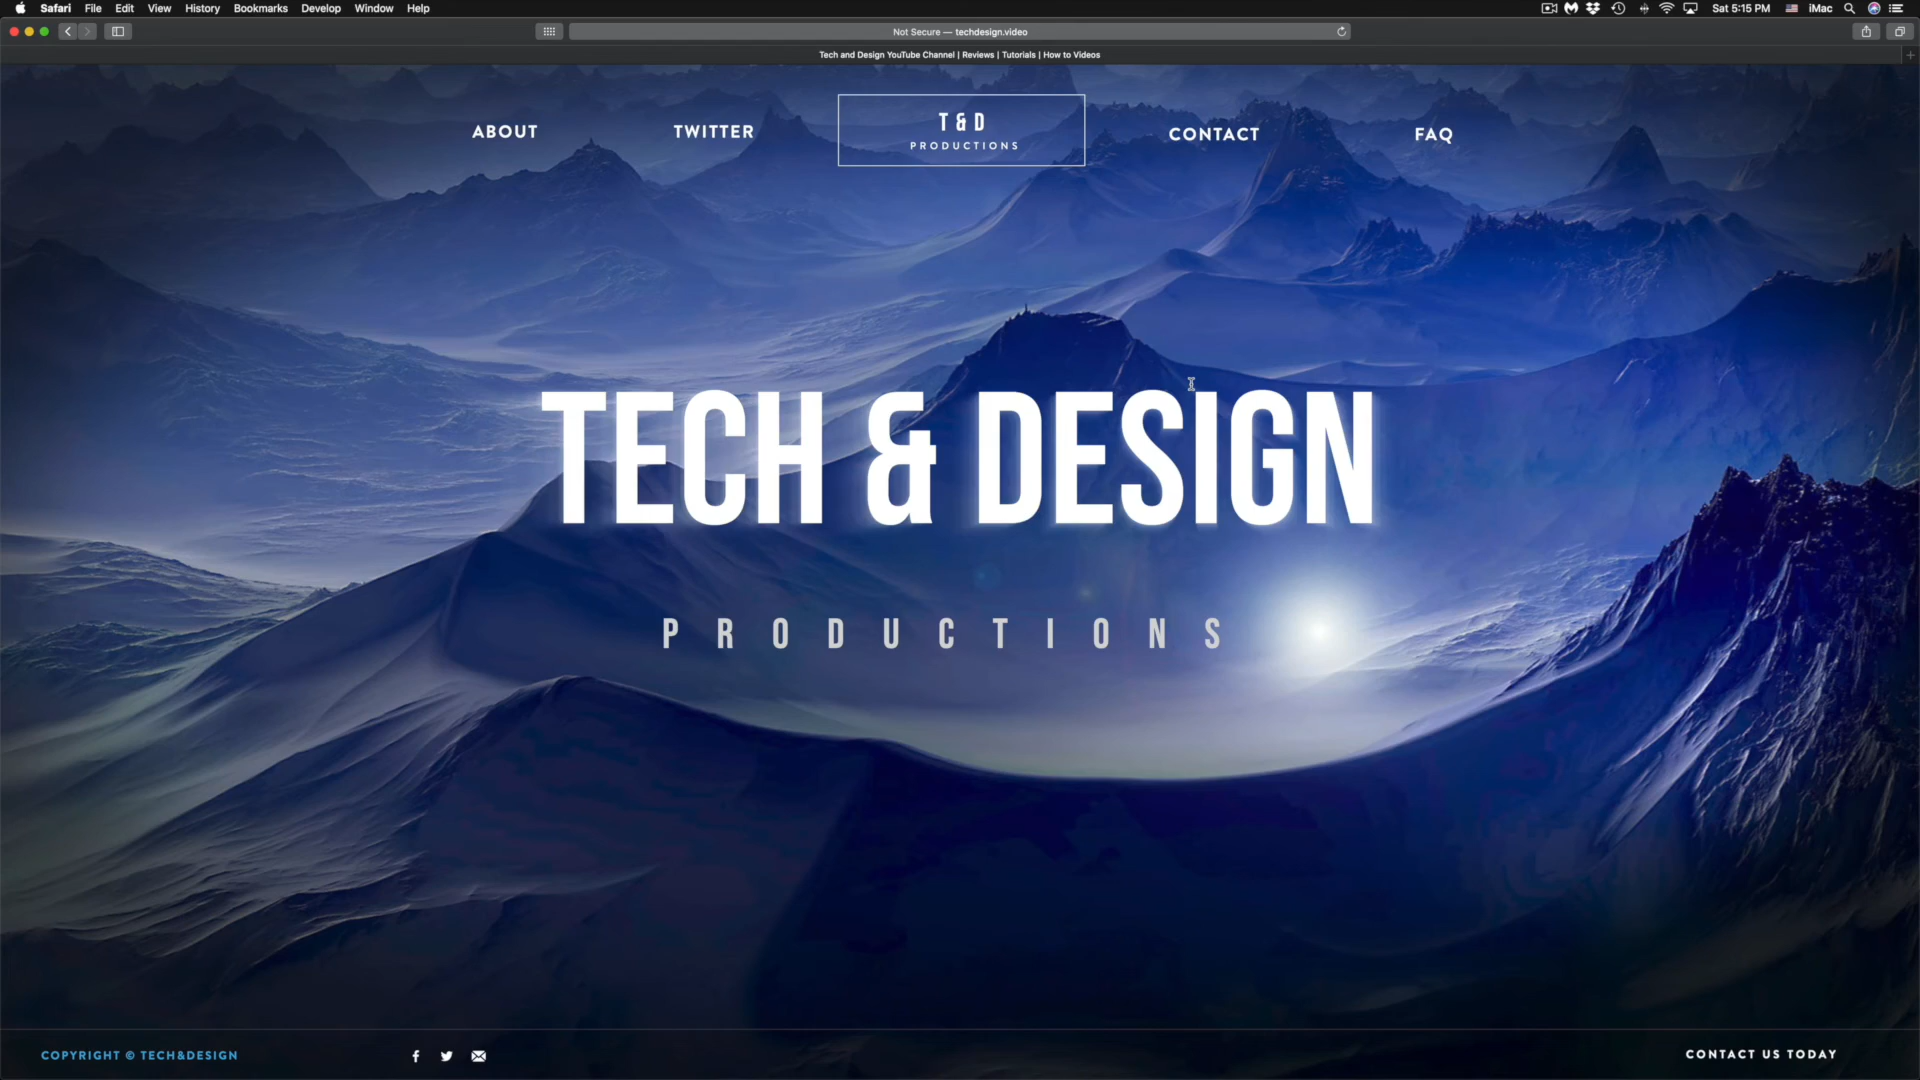 Safari File Edit View History Bookmarks Develop Window Help Sat 5:15 PM iMac
Not Secure — techdesign.video
Tech and Design YouTube Channel | Reviews | Tutorials | How to Videos
ABOUT TWITTER T & D CONTACT FAQ
PRODUCTIONS
TECH & DESIGN
PRODUCTIONS
COPYRIGHT © TECH&DESIGN CONTACT US TODAY